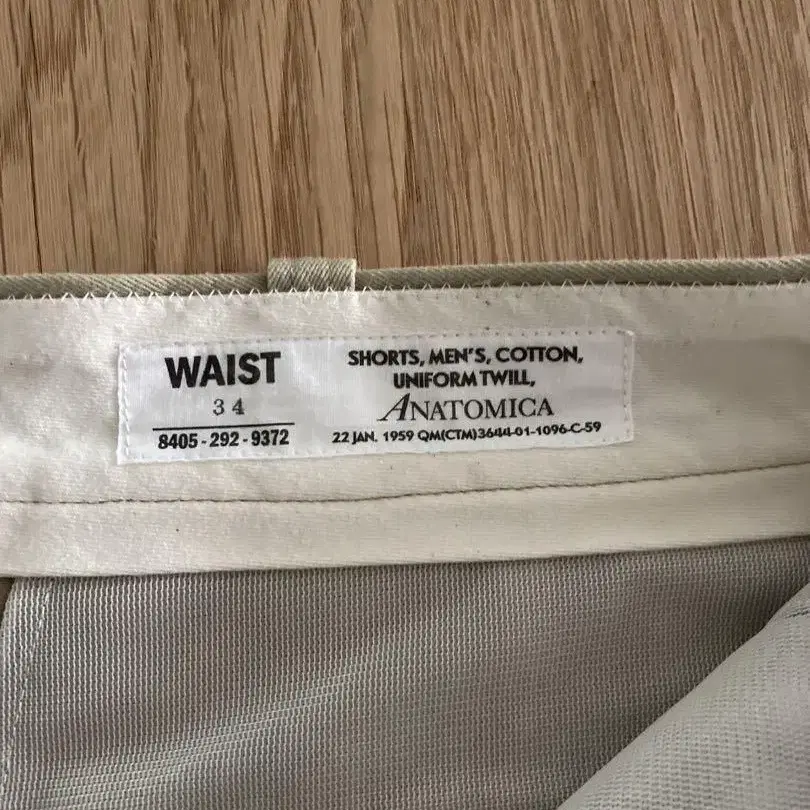 WAIST
34
8405-292-9372
SHORTS, MEN'S, COTTON,
UNIFORM TWILL,
ANATOMICA
22 JAN. 1959 QM(CTM)3644-01-1096-C-59